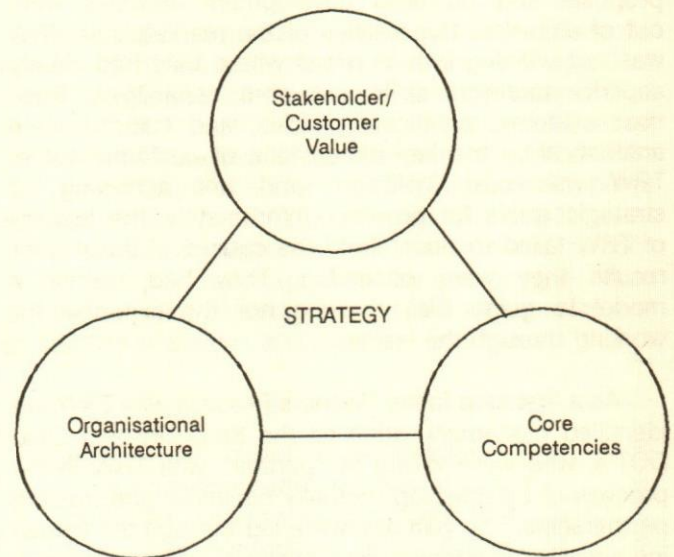 Stakeholder/
Customer
Value
STRATEGY
Organisational
Architecture
Core
Competencies